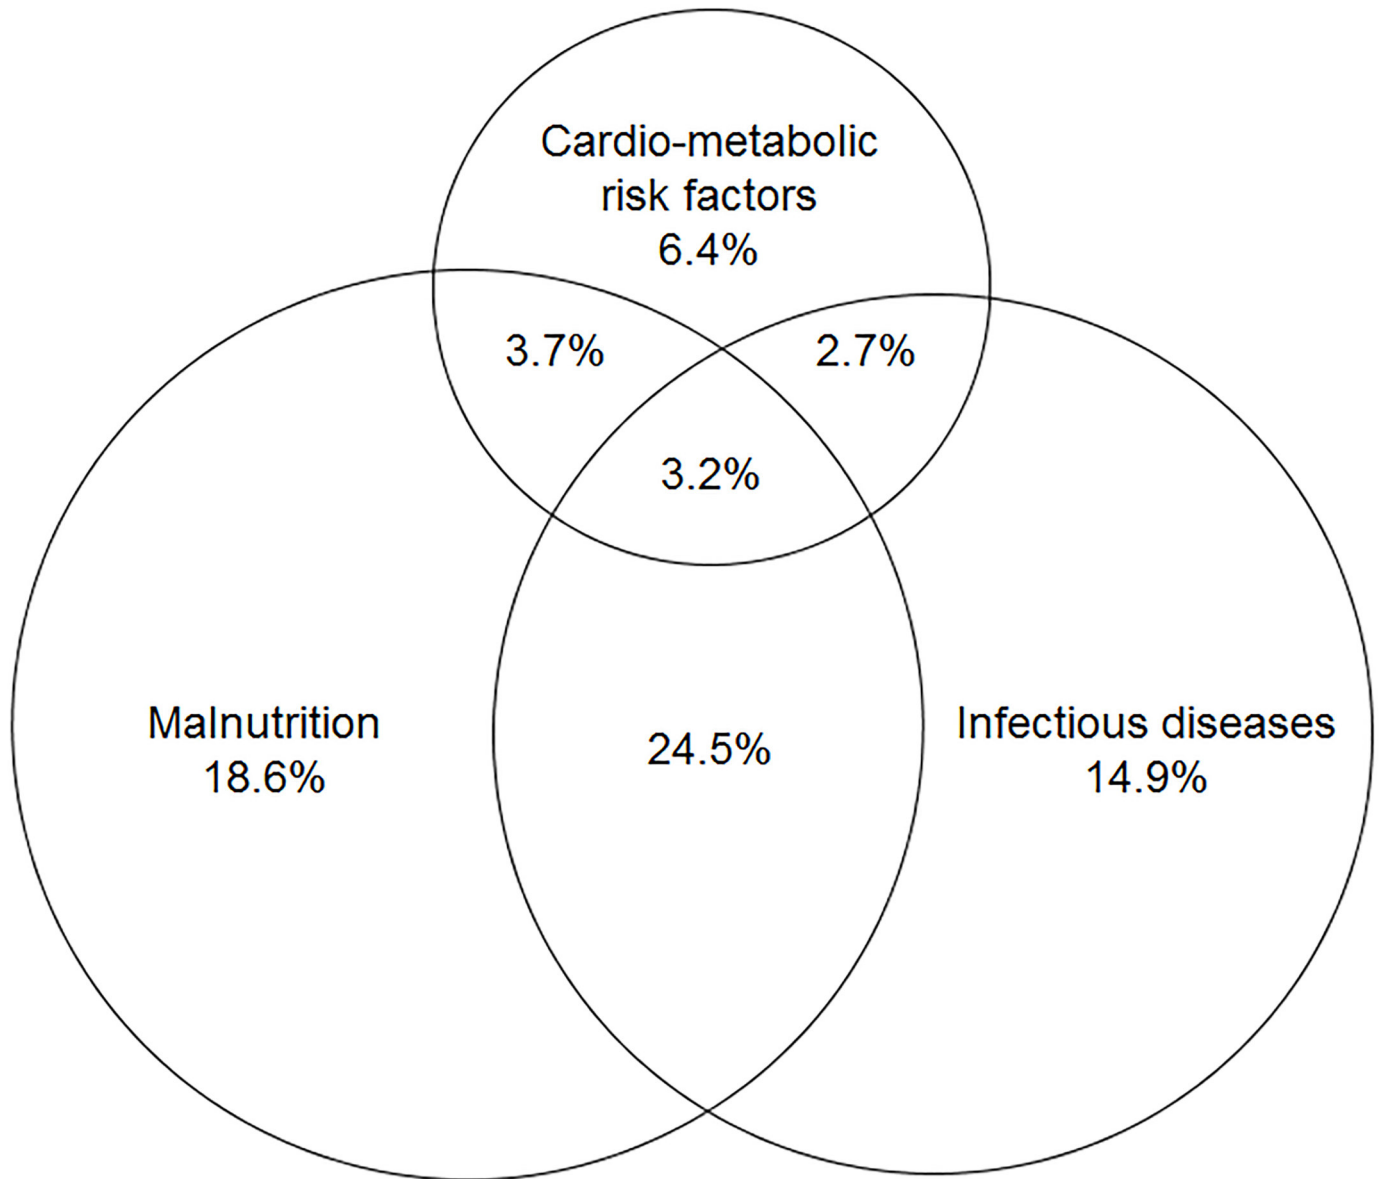 Cardio-metabolic
risk factors
6.4%
3.7%
2.7%
3.2%
Malnutrition
18.6%
24.5%
Infectious diseases
14.9%